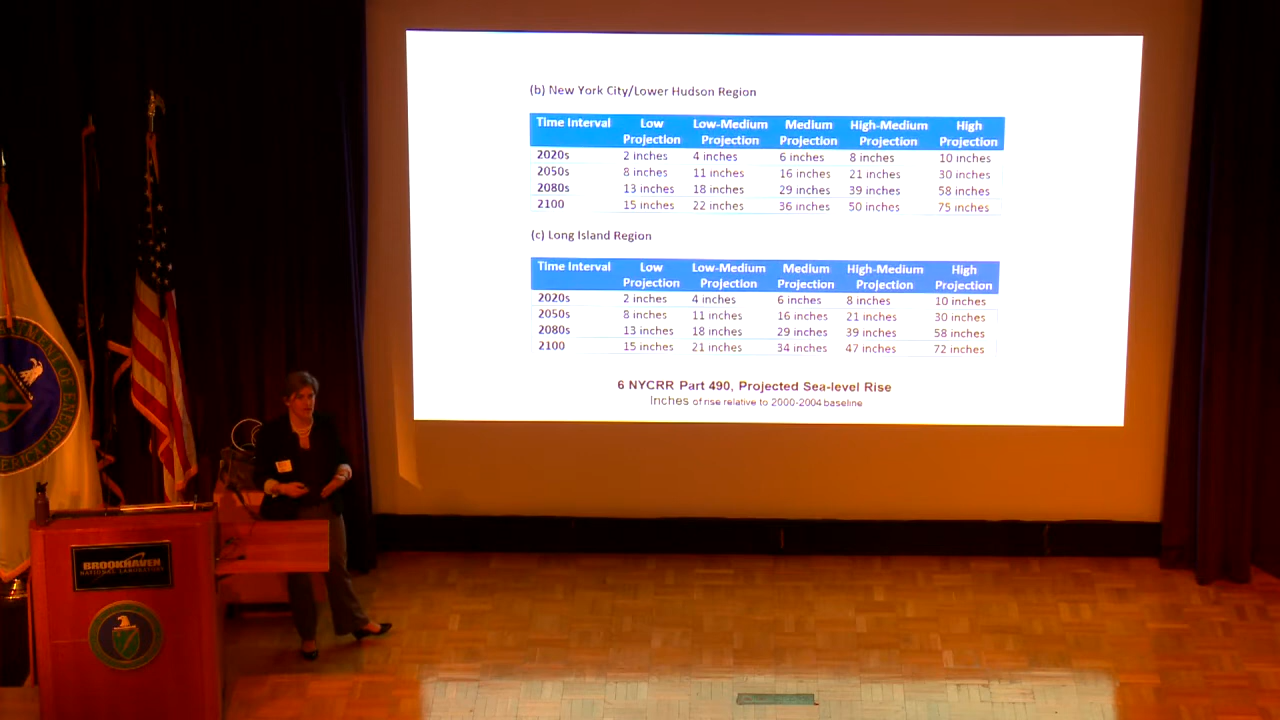 (b) New York City/Lower Hudson Region
Time Interval Low Projection Low-Medium Projection Medium Projection High-Medium Projection High Projection
2020s 2 inches 4 inches 6 inches 8 inches 10 inches
2050s 8 inches 11 inches 16 inches 21 inches 30 inches
2080s 13 inches 18 inches 29 inches 39 inches 58 inches
2100 15 inches 22 inches 36 inches 50 inches 75 inches
(c) Long Island Region
Time Interval Low Projection Low-Medium Projection Medium Projection High-Medium Projection High Projection
2020s 2 inches 4 inches 6 inches 8 inches 10 inches
2050s 8 inches 11 inches 16 inches 21 inches 30 inches
2080s 13 inches 18 inches 29 inches 39 inches 58 inches
2100 15 inches 21 inches 34 inches 47 inches 72 inches
6 NYCRR Part 490, Projected Sea-level Rise
Inches of rise relative to 2000-2004 baseline
BROOKHAVEN
NATIONAL LABORATORY
OF ENERGY